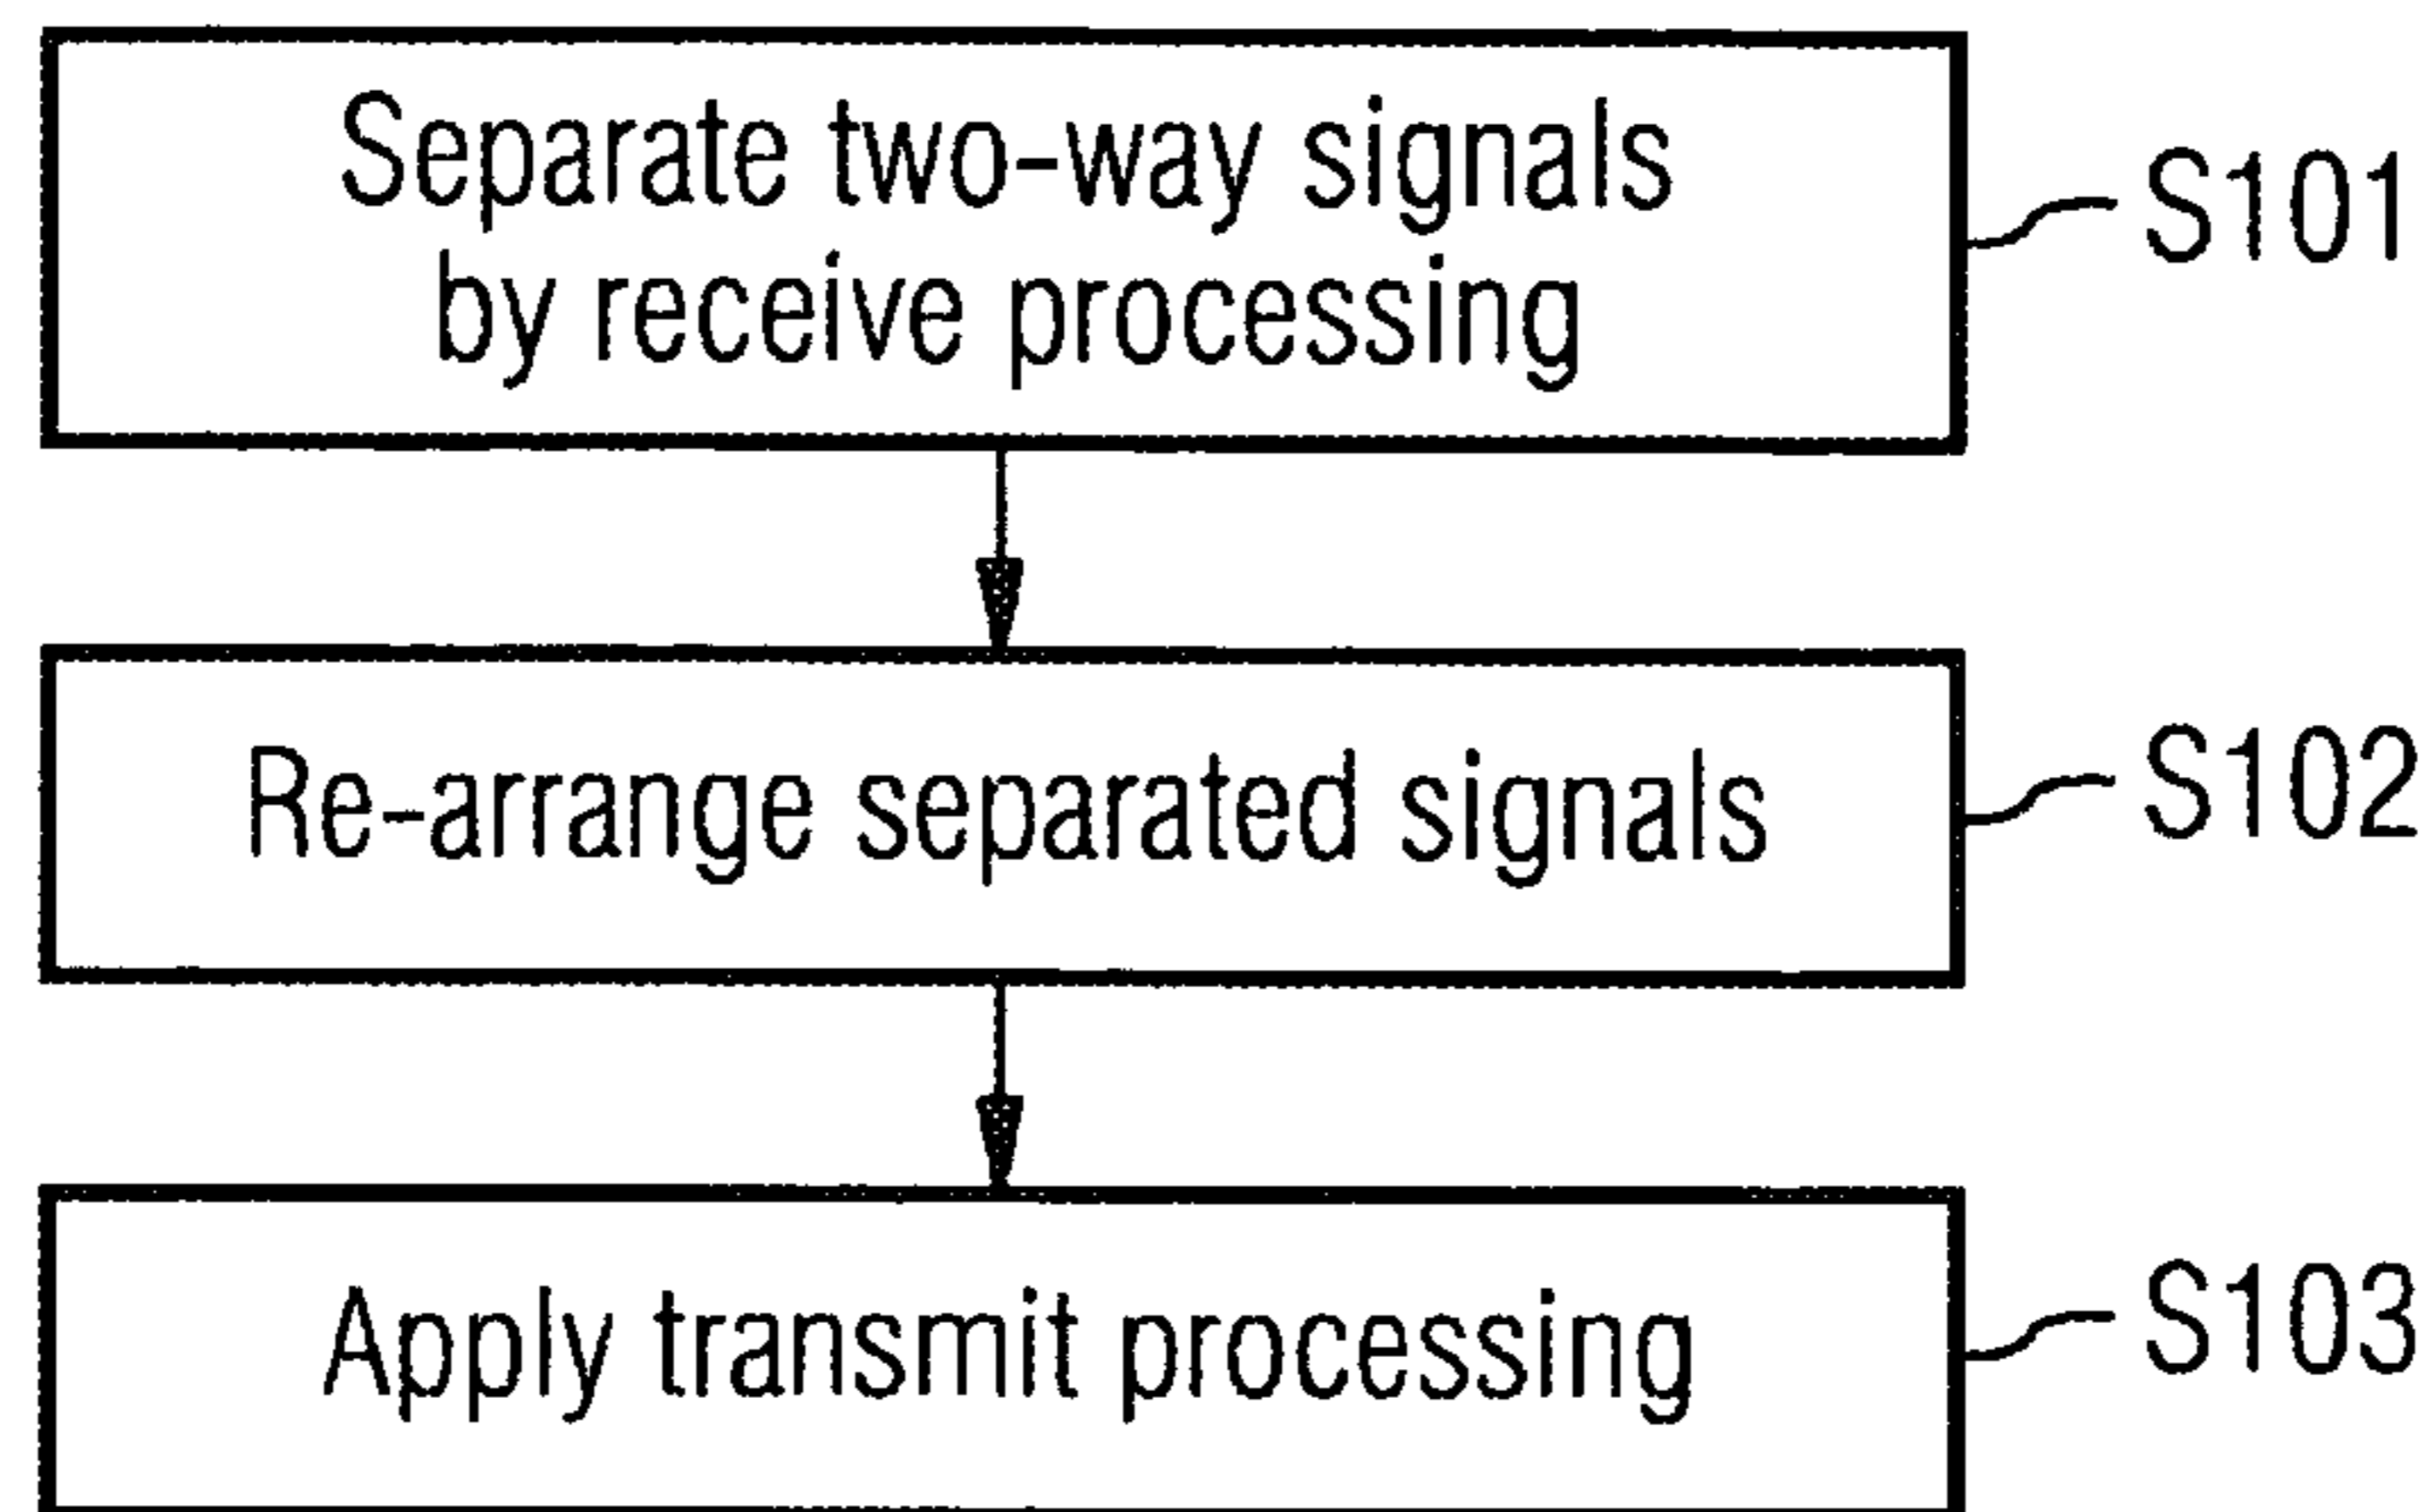 Separate two-way signals
by receive processing
S101
Re-arrange separated signals
S102
Apply transmit processing
S103